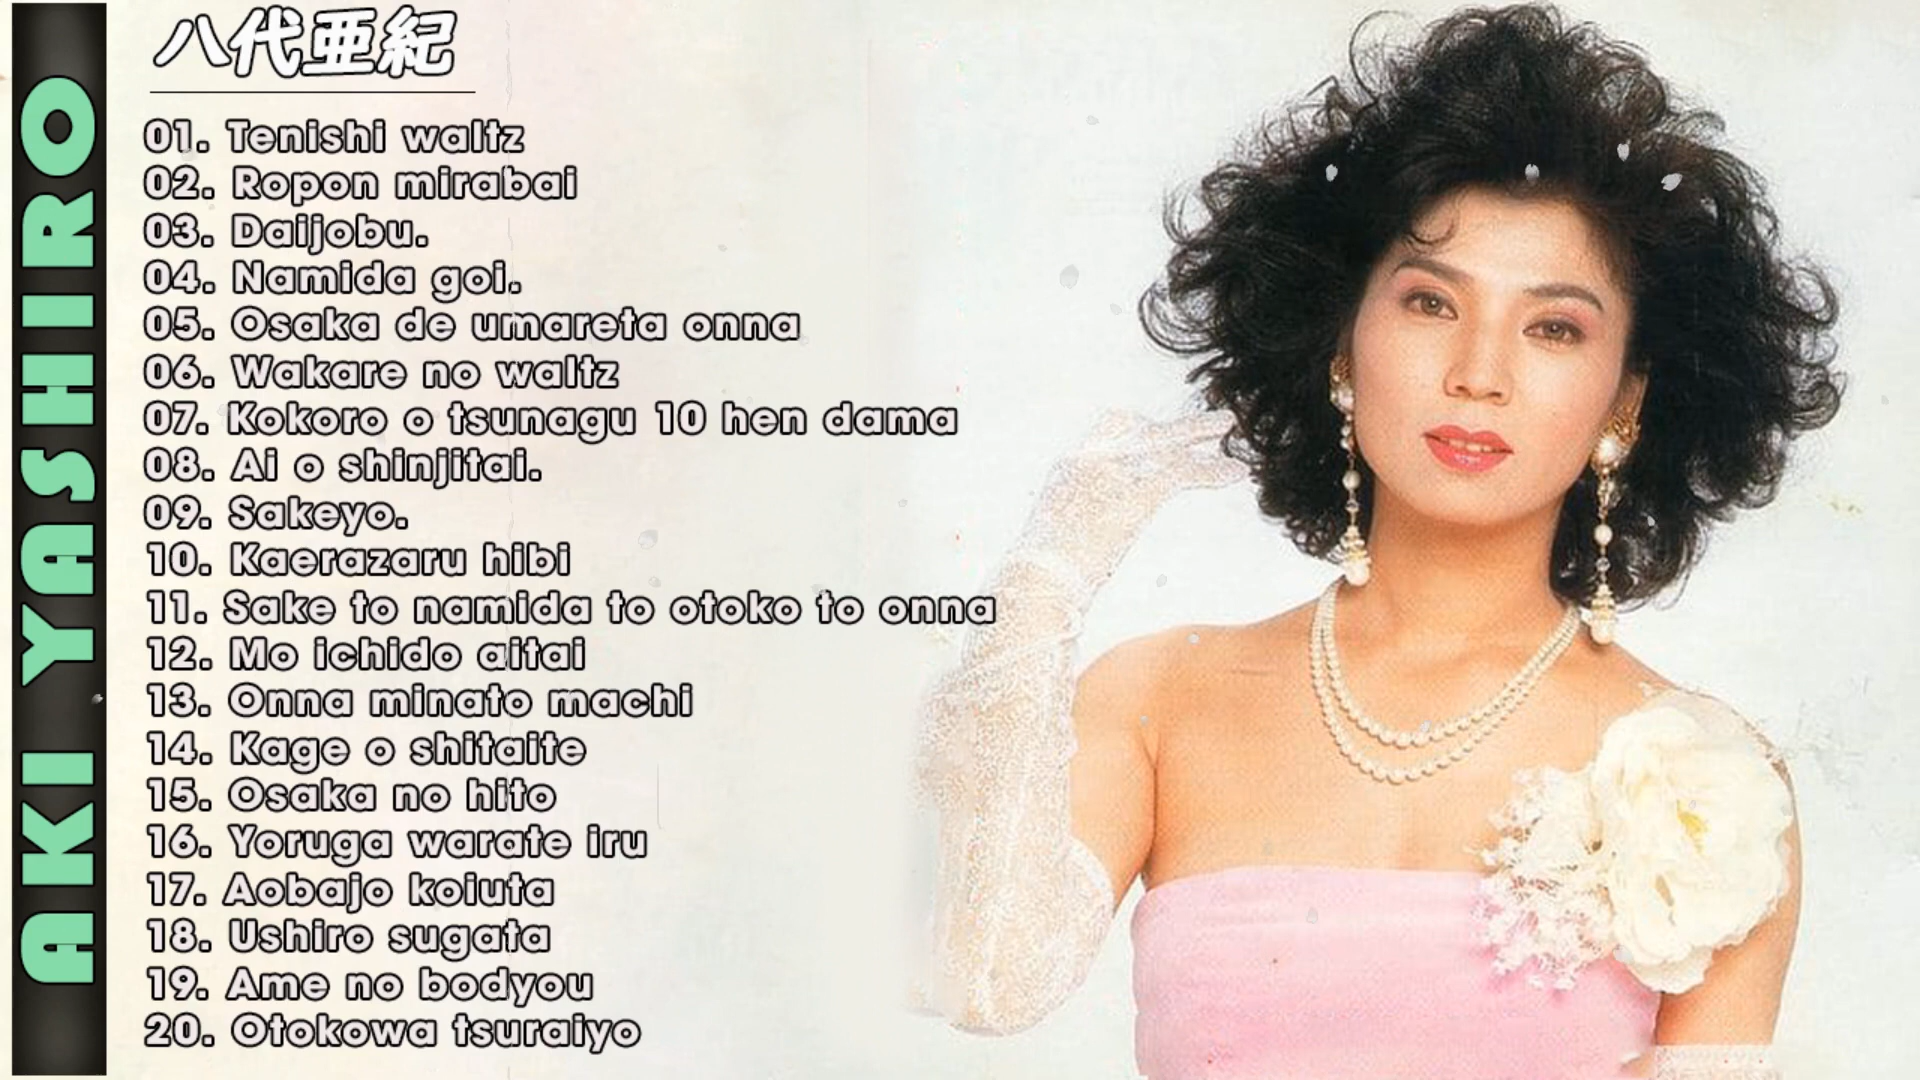 AKI YASHIRO
八代亜紀
01. Tenishi waltz
02. Ropon mirabai
03. Daijobu.
04. Namida goi.
05. Osaka de umareta onna
06. Wakare no waltz
07. Kokoro o tsunagu 10 hen dama
08. Ai o shinjitai.
09. Sakeyo.
10. Kaerazaru hibi
11. Sake to namida to otoko to onna
12. Mo ichido aitai
13. Onna minato machi
14. Kage o shitaite
15. Osaka no hito
16. Yoruga warate iru
17. Aobajo koiuta
18. Ushiro sugata
19. Ame no bodyou
20. Otokowa tsuraiyo